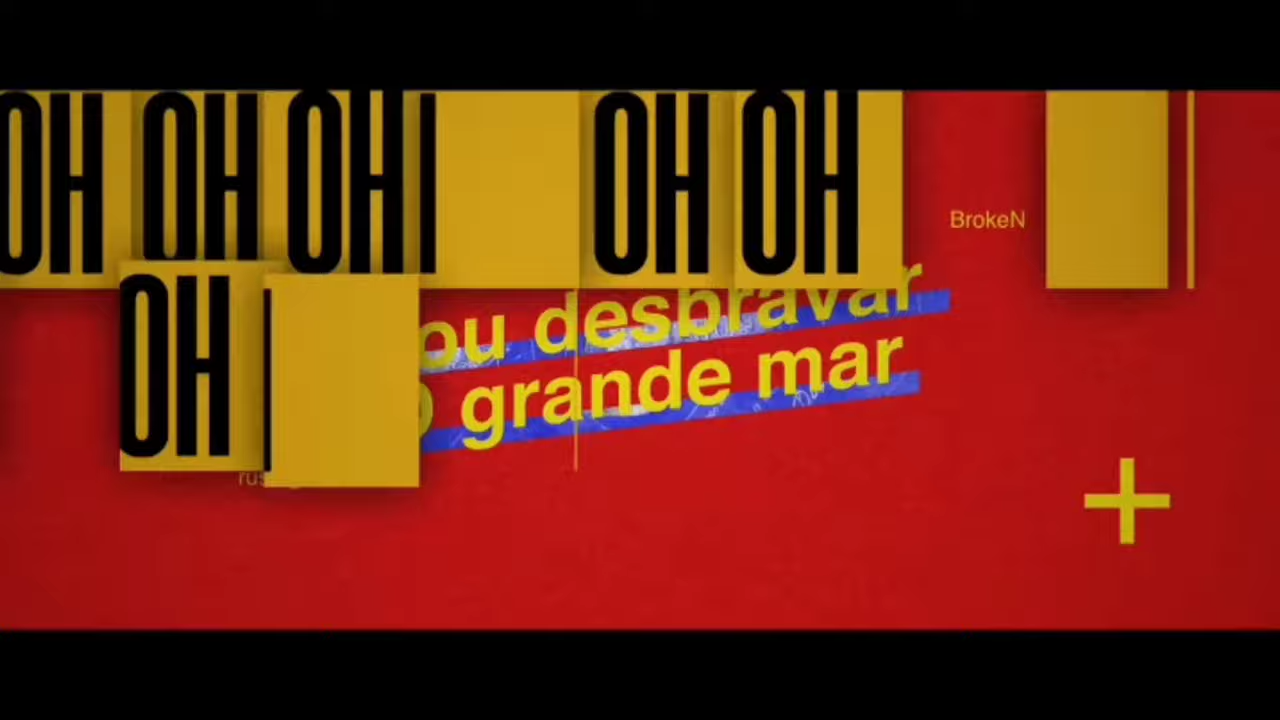 OH OH OH OH OH
BrokeN
OH
ou desbravar
grande mar